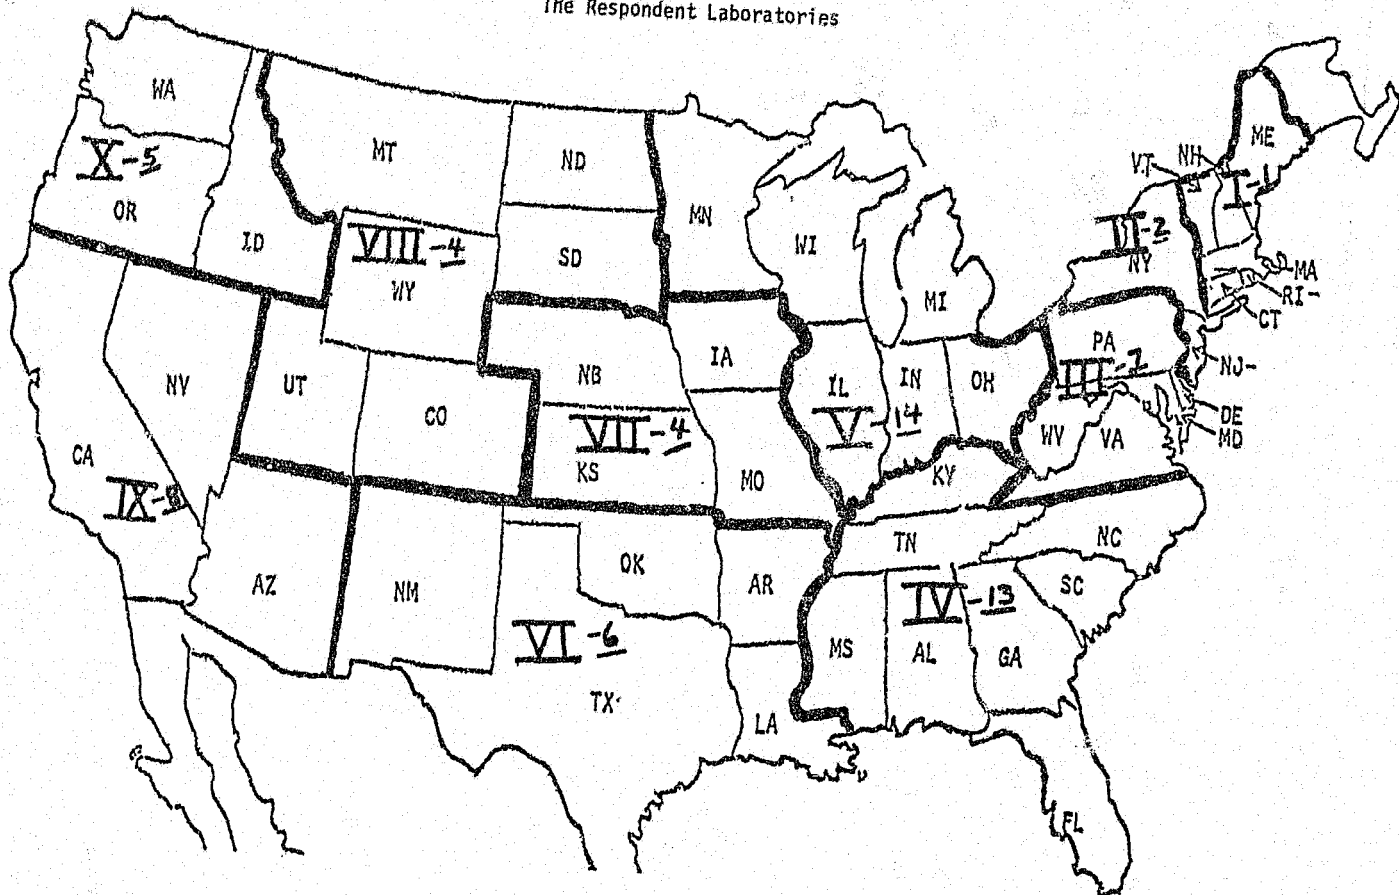 The Respondent Laboratories
WA
MT
ND
MN
ME
VT
NH
X-5
OR
ID
VIII-4
WY
SD
WI
MI
II-2
NY
I-1
MA
RI-
CT
NV
UT
CO
NB
IA
IL
IN
OH
PA
III-7
NJ-
DE
MD
CA
IX-8
VII-4
KS
MO
V-14
KY
WV
VA
AZ
NM
OK
AR
TN
NC
SC
VI-6
TX
LA
MS
IV-13
AL
GA
FL